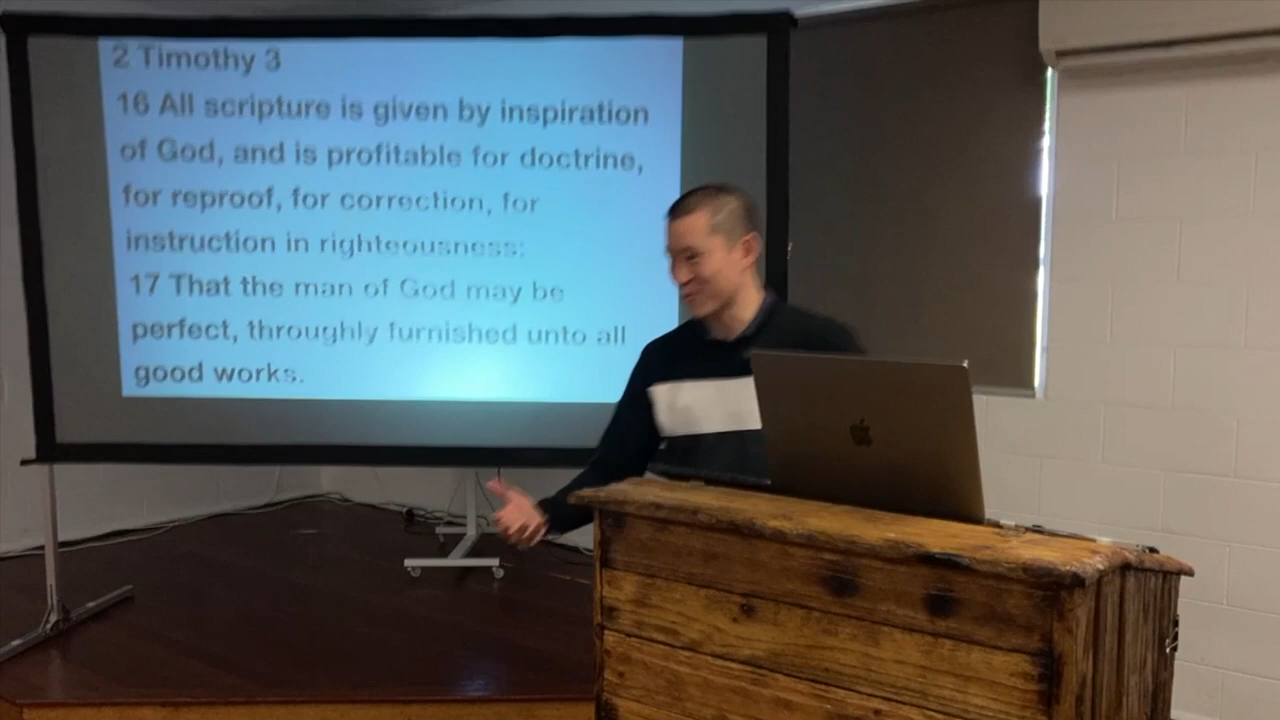 2 Timothy 3
16 All scripture is given by inspiration
of God, and is profitable for doctrine,
for reproof, for correction, for
instruction in righteousness:
17 That the man of God may be
perfect, throughly furnished unto all
good works.